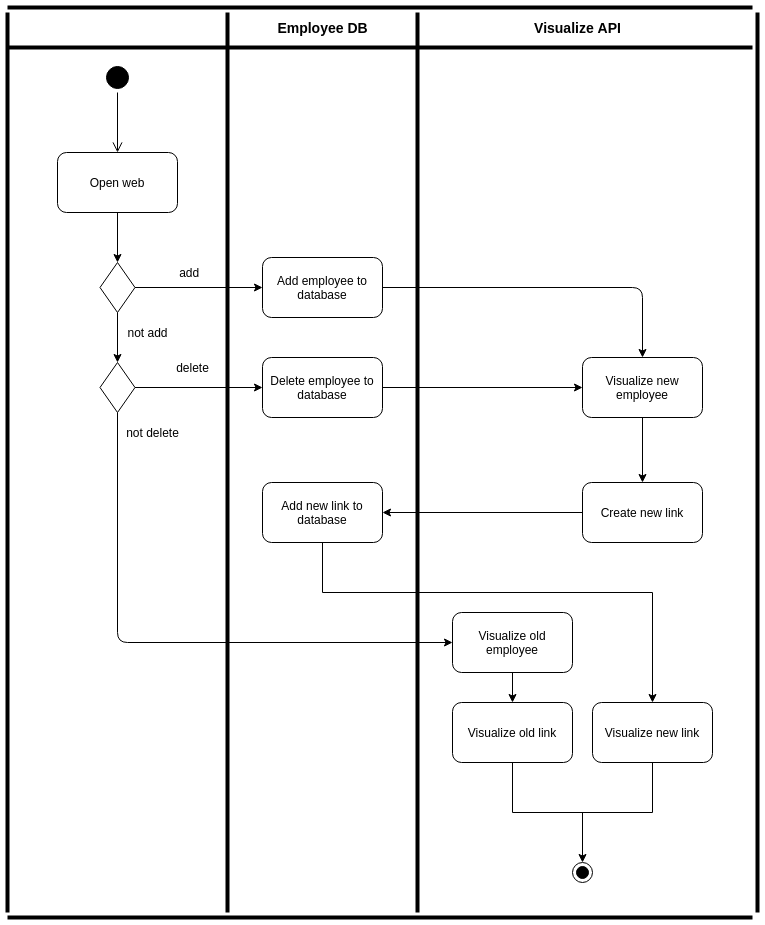 Employee DB
Visualize API
Open web
add
Add employee to
database
not add
delete
Delete employee to
database
Visualize new
employee
not delete
Add new link to
database
Create new link
Visualize old
employee
Visualize old link
Visualize new link